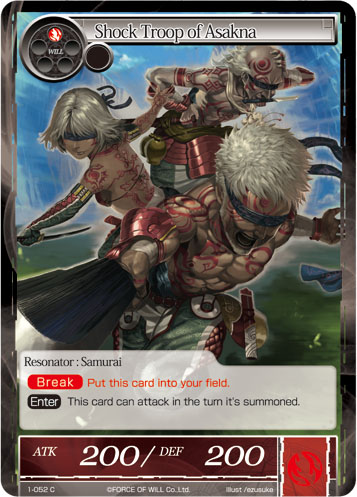 Shock Troop of Asakna
WILL
Resonator : Samurai
Break Put this card into your field.
Enter This card can attack in the turn it's summoned.
ATK 200 / DEF 200
1-052 C ©FORCE OF WILL Co.,Ltd. Illust /ezusuke